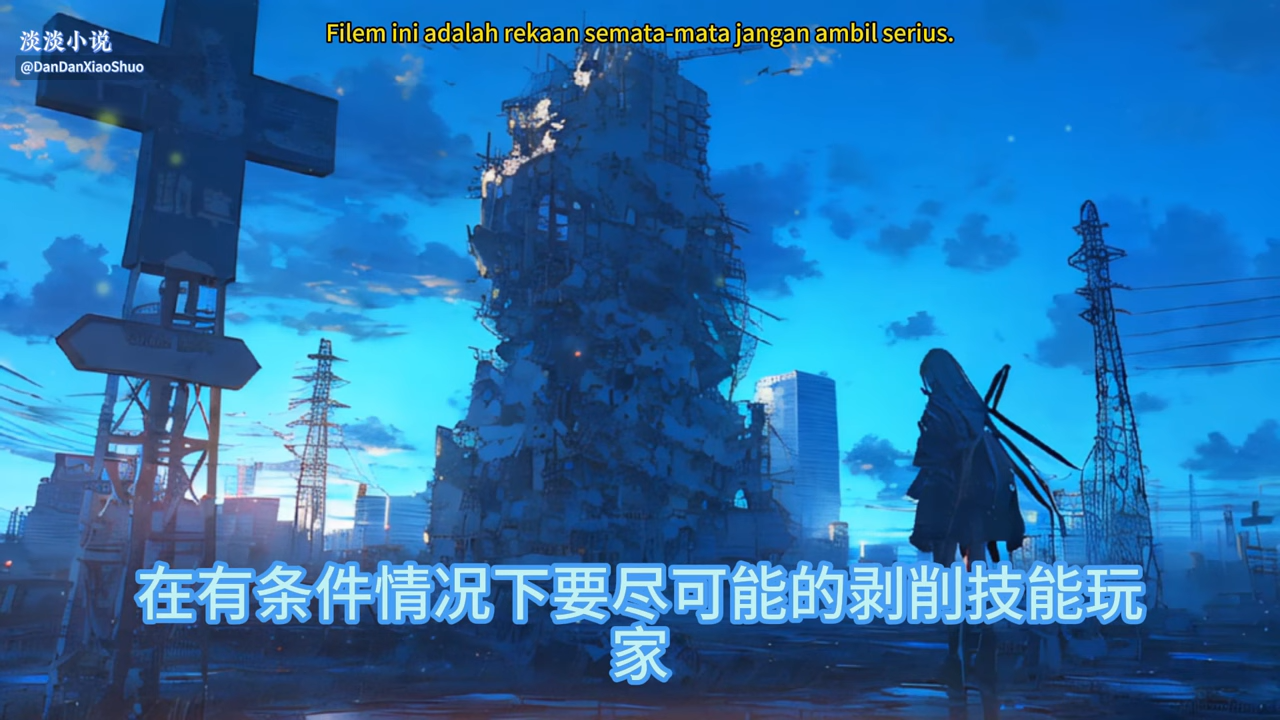 Filem ini adalah rekaan semata-mata jangan ambil serius.
淡淡小说
@DanDanXiaoShuo
在有条件情况下要尽可能的剥削技能玩
家